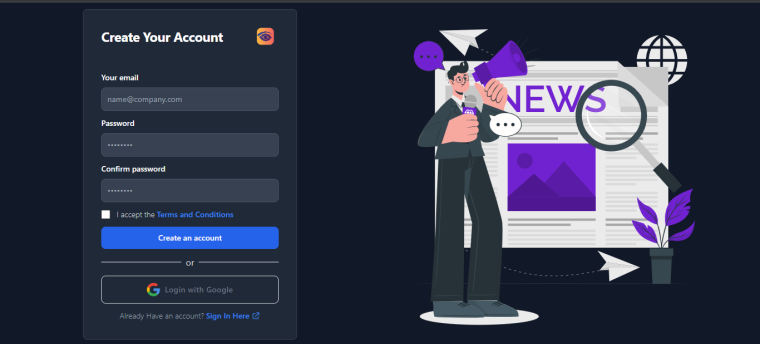 Create Your Account
Your email
name@company.com
Password
••••••••
Confirm password
••••••••
I accept the Terms and Conditions
Create an account
or
Login with Google
Already Have an account? Sign In Here
NEWS